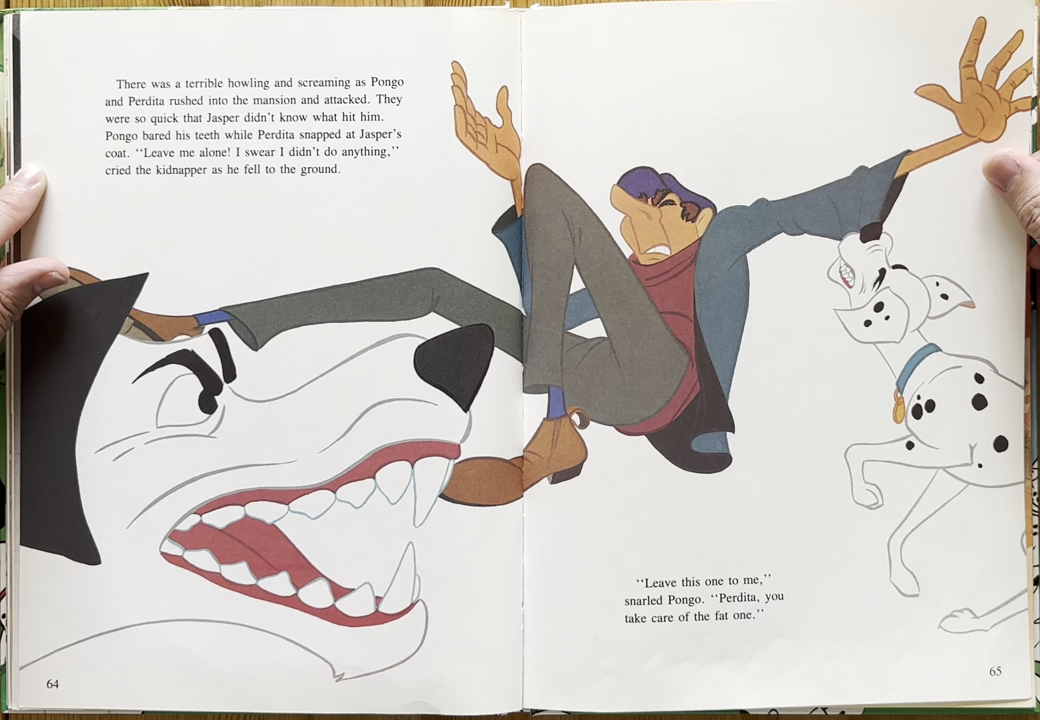 There was a terrible howling and screaming as Pongo
and Perdita rushed into the mansion and attacked. They
were so quick that Jasper didn't know what hit him.
Pongo bared his teeth while Perdita snapped at Jasper's
coat. ‘‘Leave me alone! I swear I didn't do anything,’’
cried the kidnapper as he fell to the ground.
64
‘‘Leave this one to me,’’
snarled Pongo. ‘‘Perdita, you
take care of the fat one.’’
65